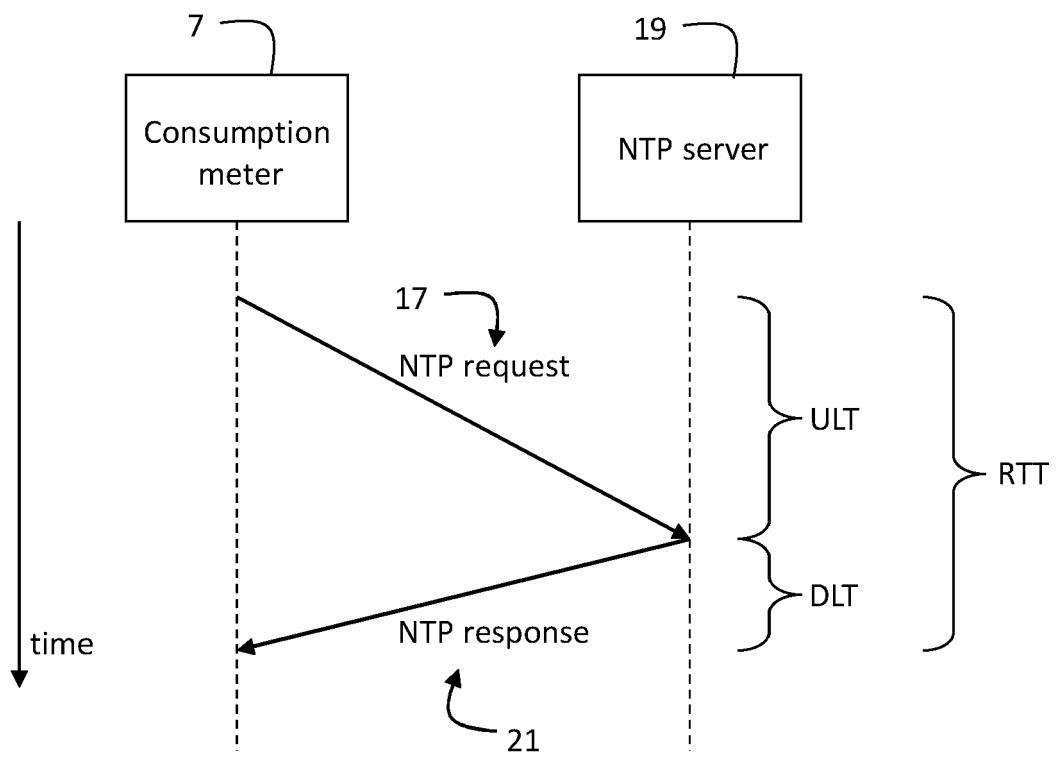 7
19
Consumption
meter
NTP server
17
NTP request
ULT
RTT
DLT
NTP response
time
21